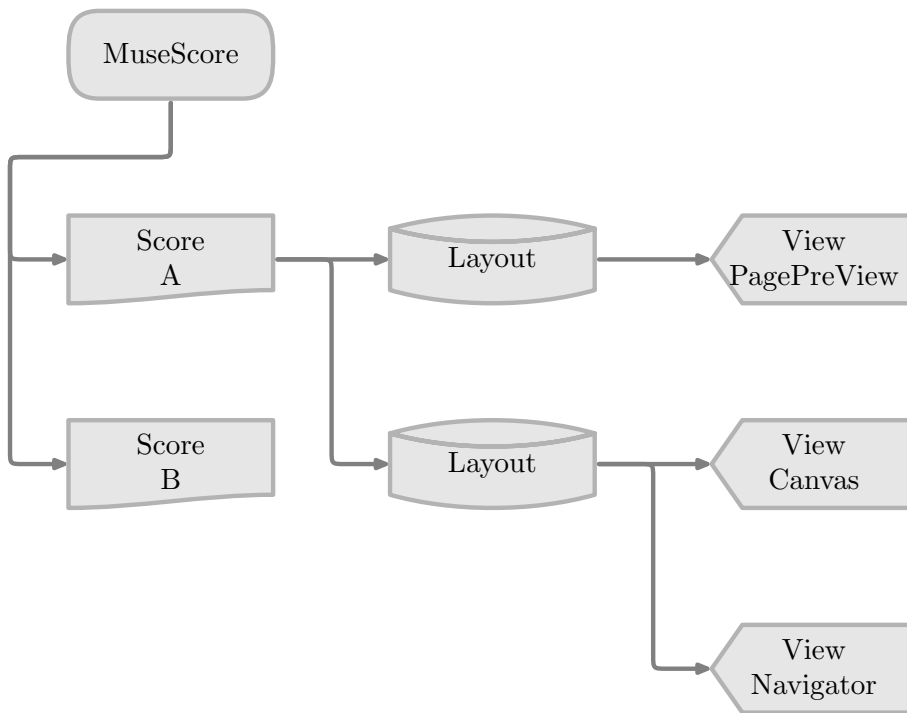 MuseScore
Score
A
Layout
View
PagePreView
Score
B
Layout
View
Canvas
View
Navigator